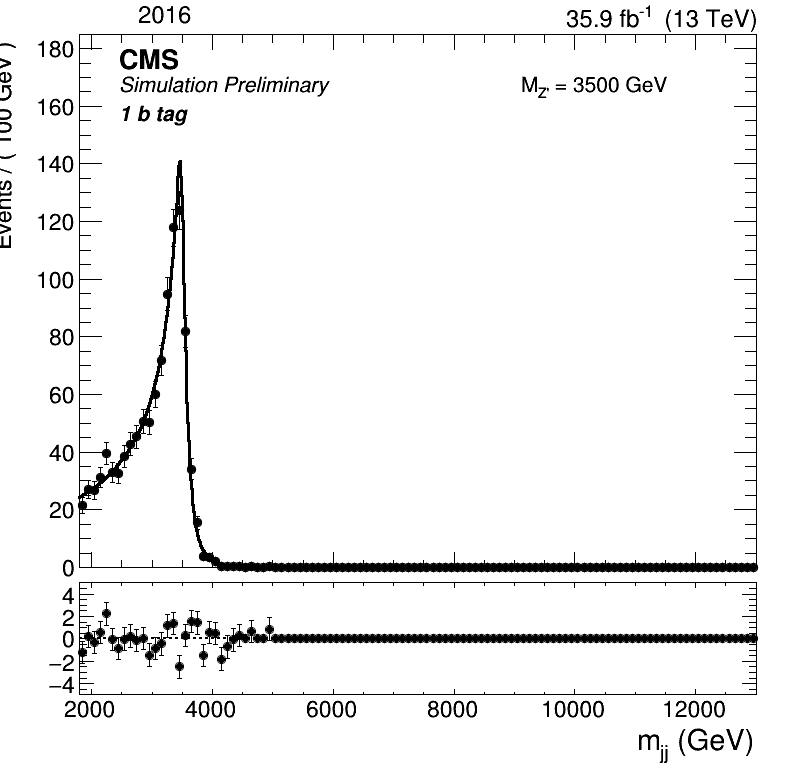 2016
35.9 fb-1 (13 TeV)
CMS
Simulation Preliminary
1 b tag
MZ' = 3500 GeV
Events / ( 100 GeV )
180
160
140
120
100
80
60
40
20
0
4
2
0
−2
−4
2000 4000 6000 8000 10000 12000
mjj (GeV)